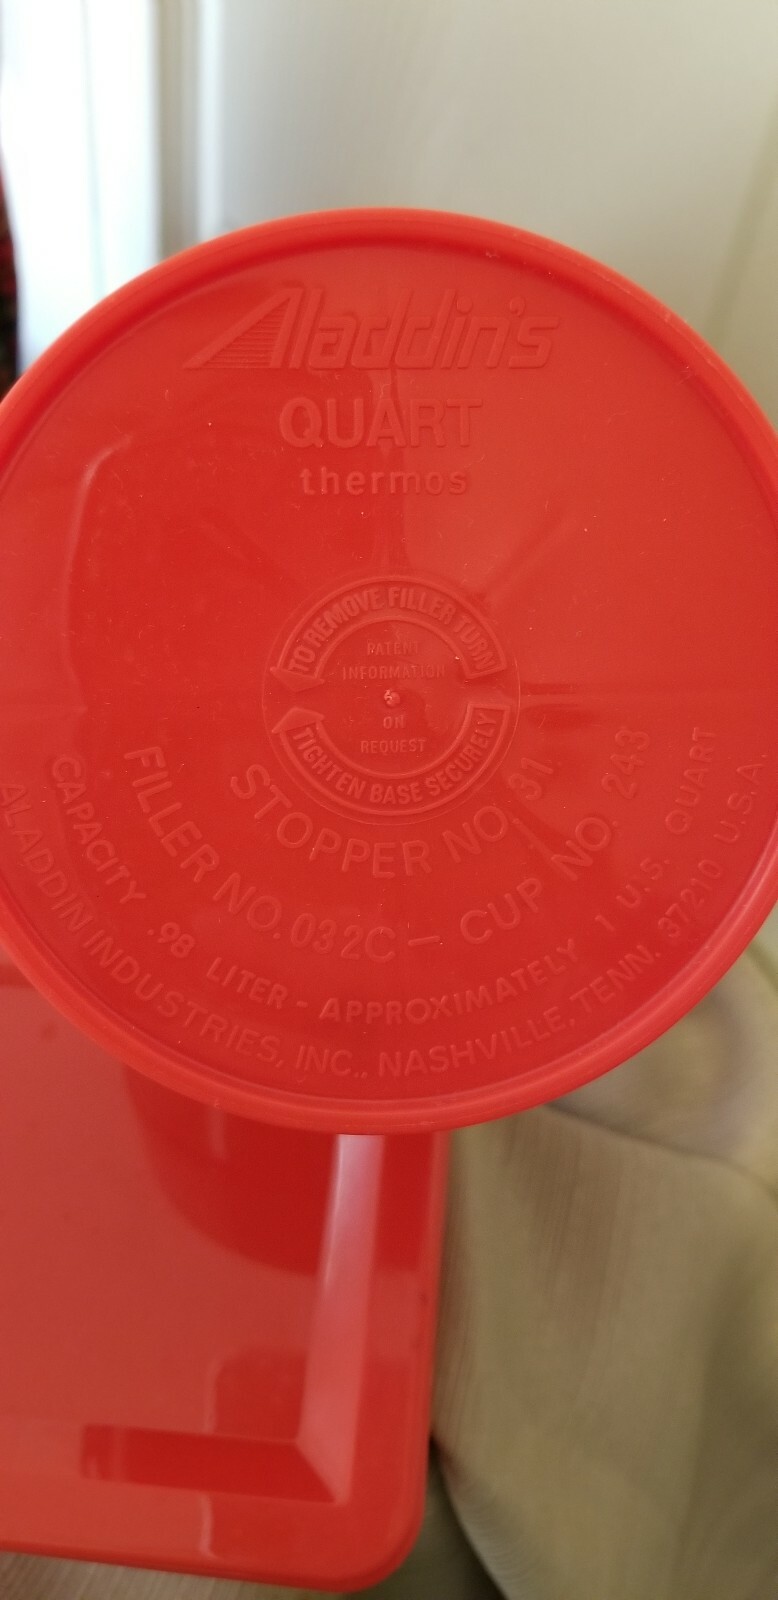 Aladdin's
QUART
thermos
TO REMOVE FILLER TURN
PATENT
INFORMATION
ON
REQUEST
TIGHTEN BASE SECURELY
STOPPER NO. 31
FILLER NO. 032C - CUP NO. 243
CAPACITY .98 LITER - APPROXIMATELY 1 U.S. QUART
ALADDIN INDUSTRIES, INC., NASHVILLE, TENN. 37210 U.S.A.